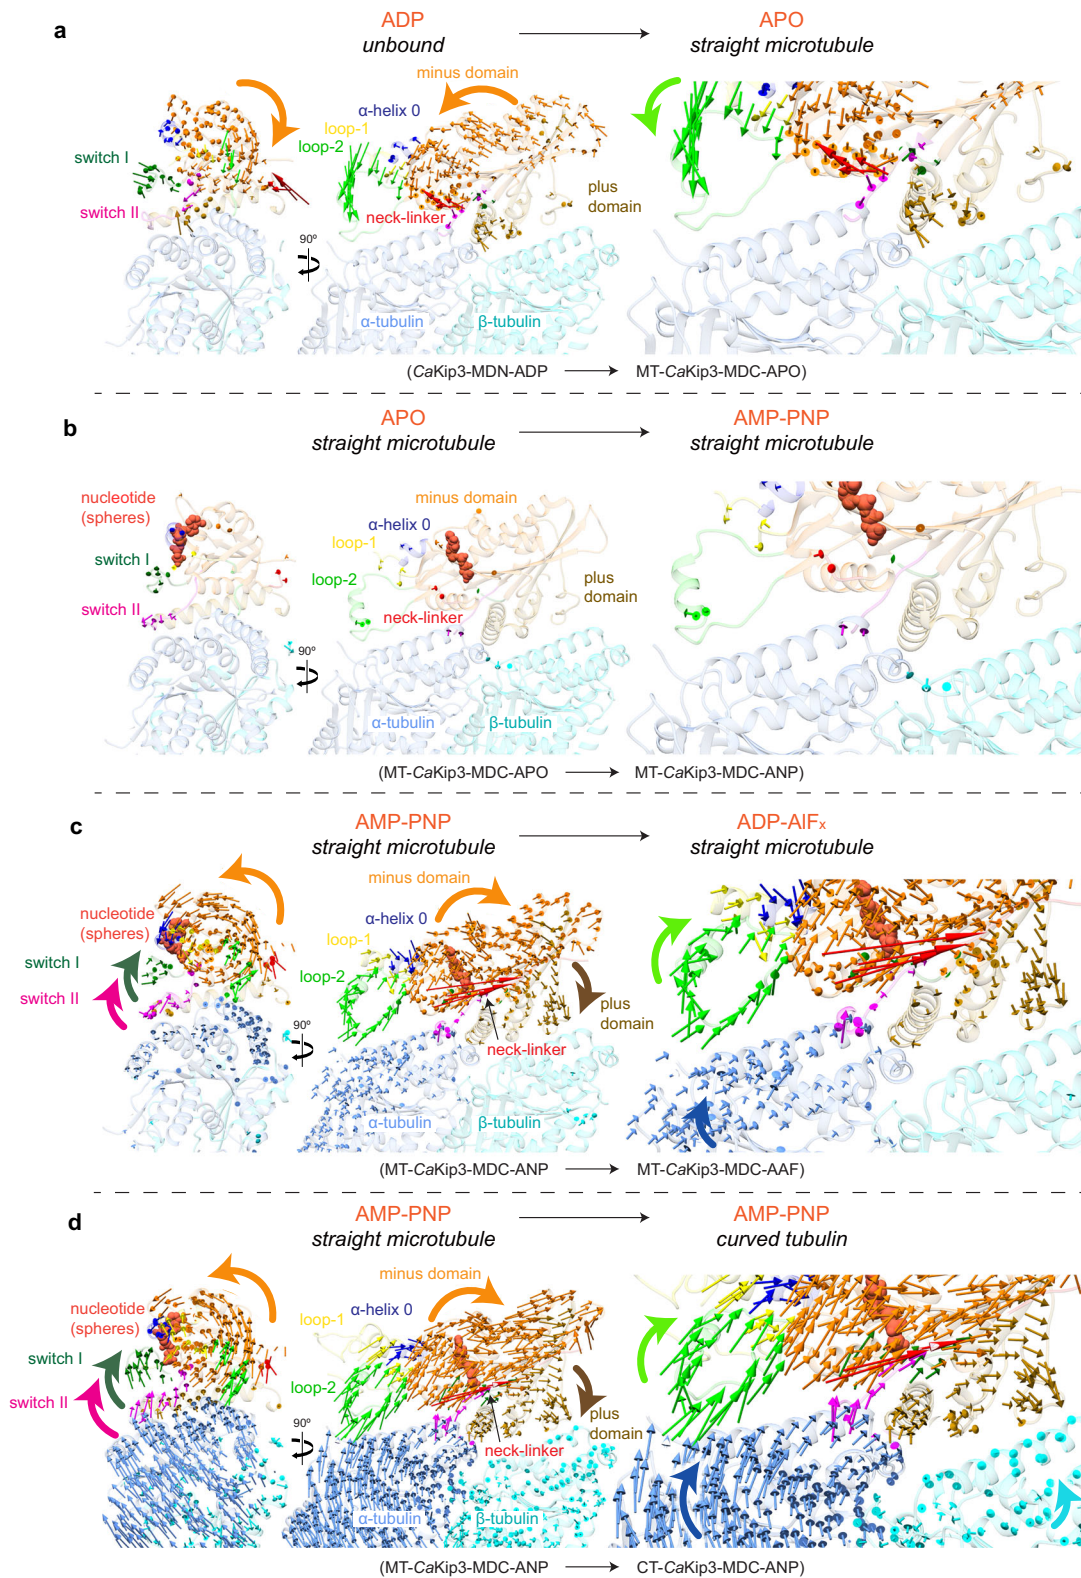 a
ADP
unbound
APO
straight microtubule
minus domain
α-helix 0
loop-1
loop-2
switch I
switch II
neck-linker
plus
domain
90º
α-tubulin
β-tubulin
(CaKip3-MDN-ADP
MT-CaKip3-MDC-APO)
b
APO
straight microtubule
AMP-PNP
straight microtubule
nucleotide
(spheres)
minus domain
α-helix 0
loop-1
switch I
loop-2
switch II
neck-linker
plus
domain
90º
α-tubulin
β-tubulin
(MT-CaKip3-MDC-APO
MT-CaKip3-MDC-ANP)
c
AMP-PNP
straight microtubule
ADP-AlFx
straight microtubule
minus domain
nucleotide
(spheres)
α-helix 0
loop-1
switch I
loop-2
switch II
plus
domain
90º
neck-linker
α-tubulin
β-tubulin
(MT-CaKip3-MDC-ANP
MT-CaKip3-MDC-AAF)
d
AMP-PNP
straight microtubule
AMP-PNP
curved tubulin
minus domain
nucleotide
(spheres)
α-helix 0
loop-1
switch I
loop-2
switch II
plus
domain
90º
neck-linker
α-tubulin
β-tubulin
(MT-CaKip3-MDC-ANP
CT-CaKip3-MDC-ANP)